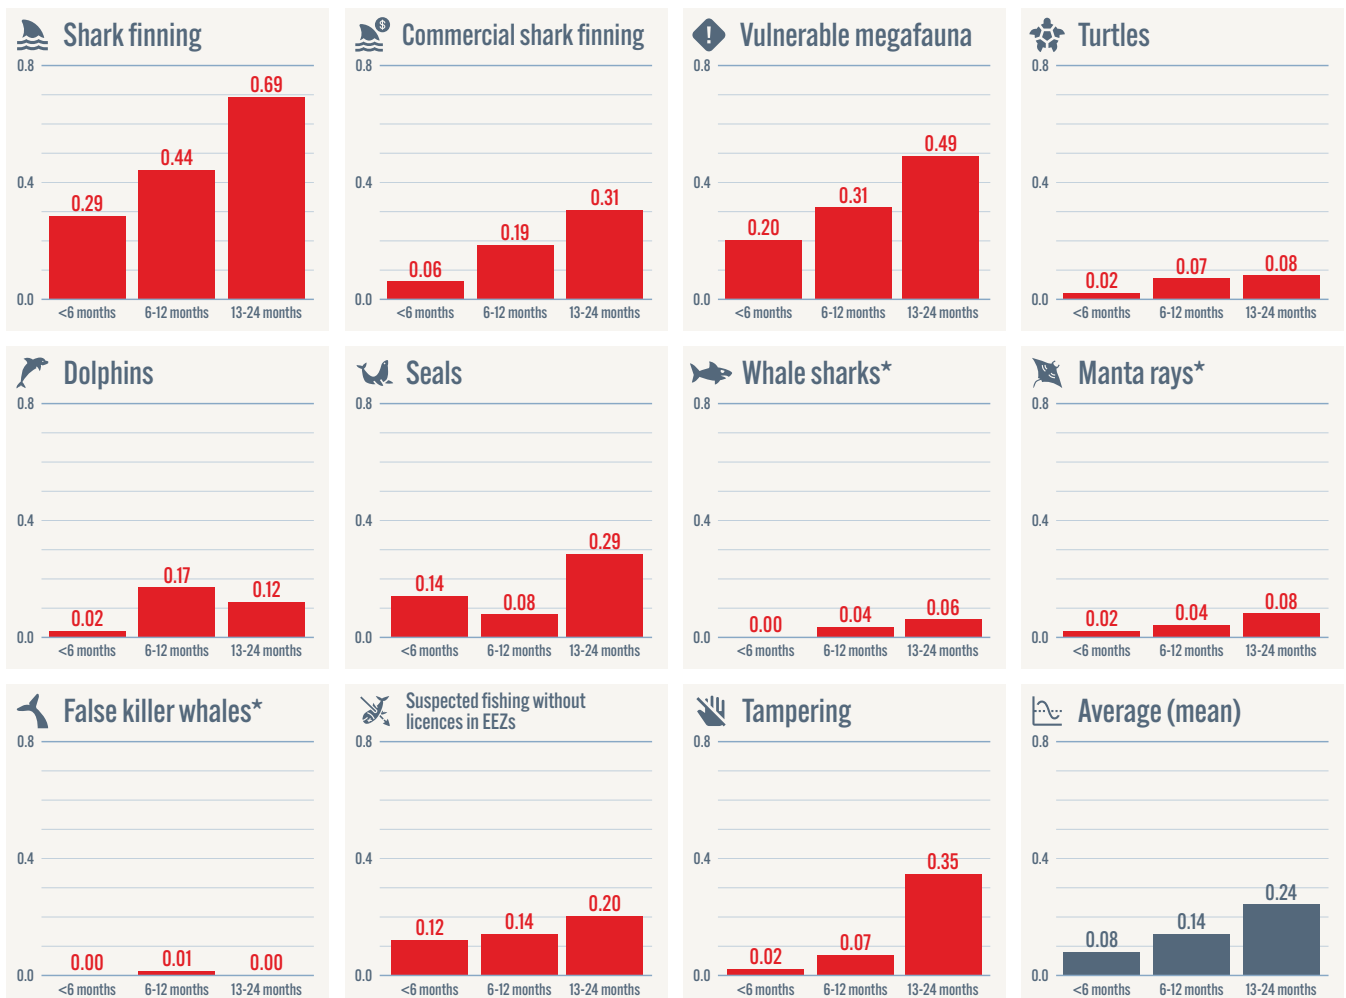 Shark finning
0.8
0.69
0.44
0.4
0.29
0.0
<6 months 6-12 months 13-24 months
$
Commercial shark finning
0.8
0.4
0.31
0.19
0.06
0.0
<6 months 6-12 months 13-24 months
!
Vulnerable megafauna
0.8
0.49
0.4
0.31
0.20
0.0
<6 months 6-12 months 13-24 months
Turtles
0.8
0.4
0.02 0.07 0.08
0.0
<6 months 6-12 months 13-24 months
Dolphins
0.8
0.4
0.02 0.17 0.12
0.0
<6 months 6-12 months 13-24 months
Seals
0.8
0.4
0.14 0.08 0.29
0.0
<6 months 6-12 months 13-24 months
Whale sharks*
0.8
0.4
0.00 0.04 0.06
0.0
<6 months 6-12 months 13-24 months
Manta rays*
0.8
0.4
0.02 0.04 0.08
0.0
<6 months 6-12 months 13-24 months
False killer whales*
0.8
0.4
0.00 0.01 0.00
0.0
<6 months 6-12 months 13-24 months
Suspected fishing without
licences in EEZs
0.8
0.4
0.12 0.14 0.20
0.0
<6 months 6-12 months 13-24 months
Tampering
0.8
0.4
0.02 0.07 0.35
0.0
<6 months 6-12 months 13-24 months
Average (mean)
0.8
0.4
0.08 0.14 0.24
0.0
<6 months 6-12 months 13-24 months